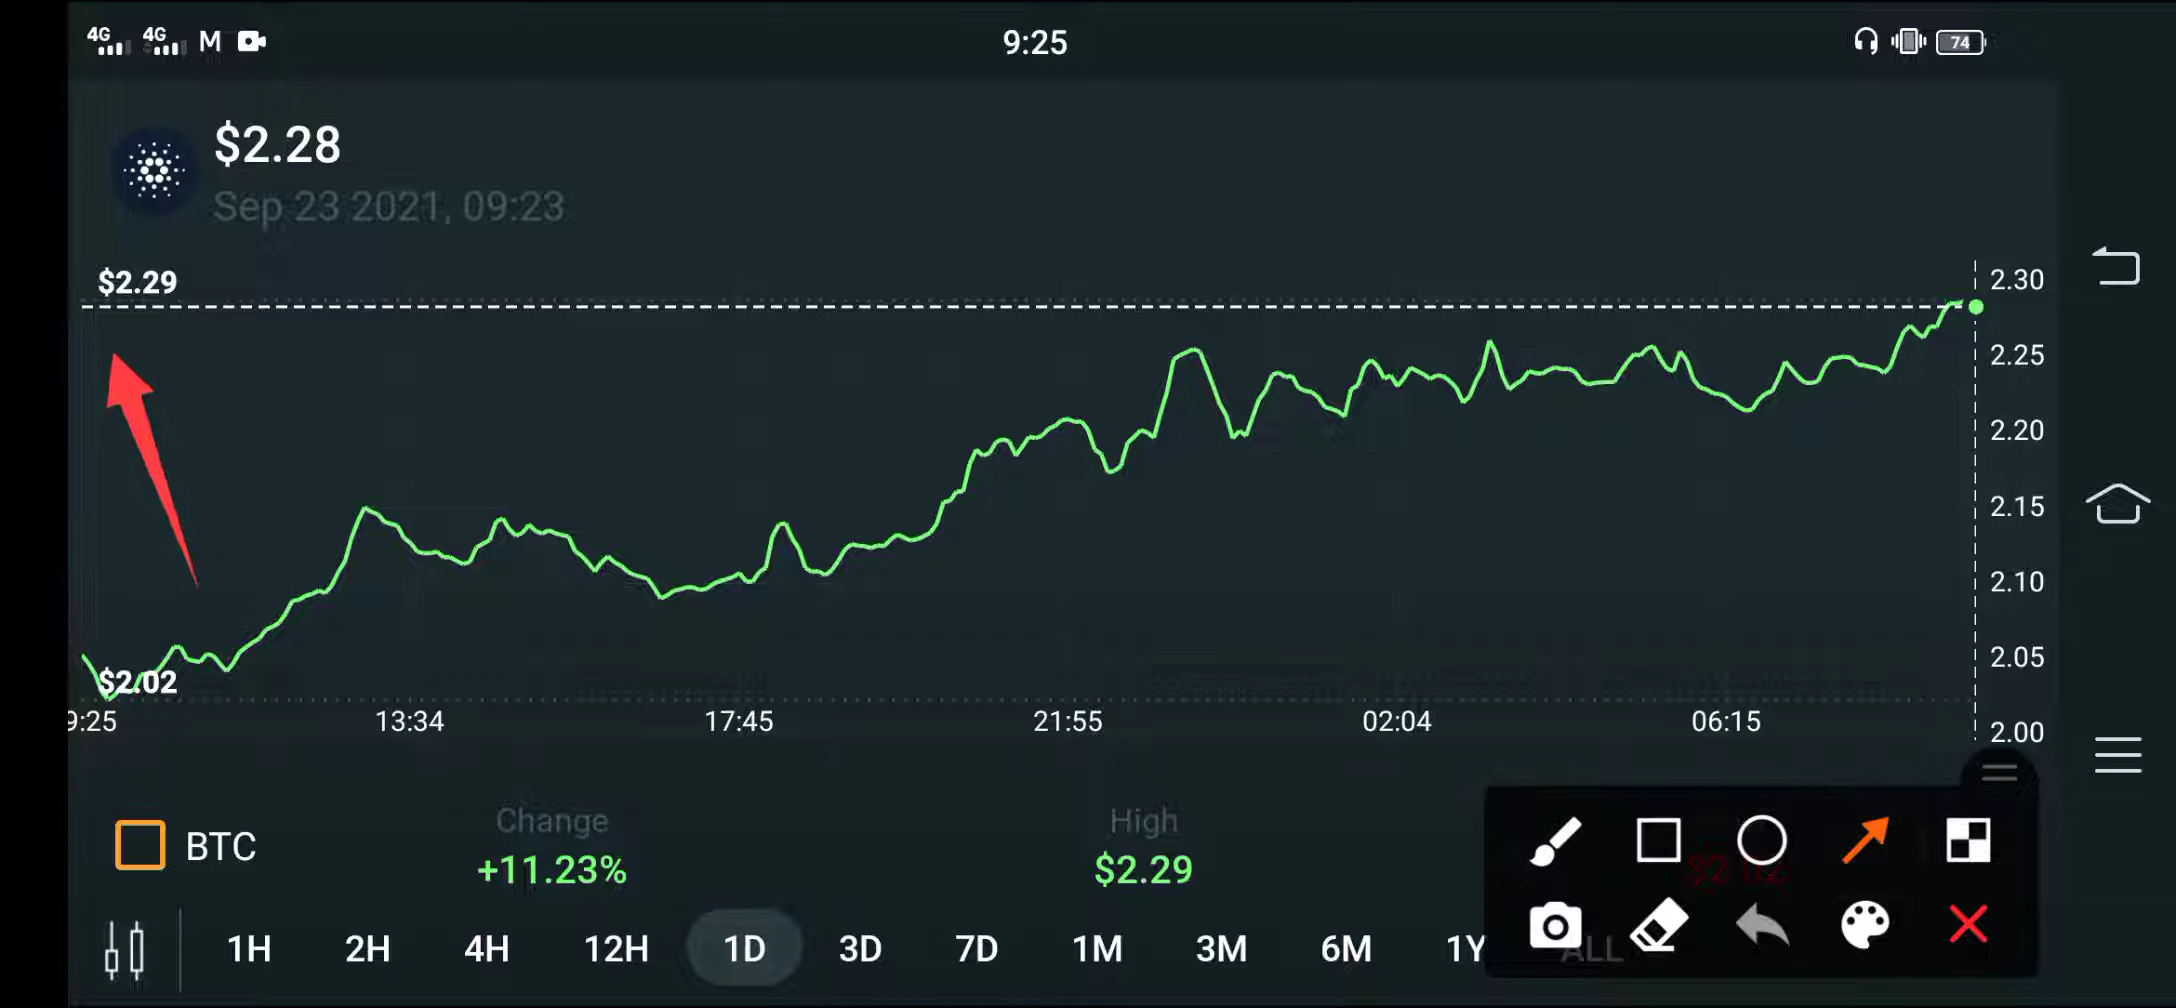 4G 4G M 9:25 74
$2.28
Sep 23 2021, 09:23
$2.29
2.30
2.25
2.20
2.15
2.10
2.05
2.00
$2.02
9:25 13:34 17:45 21:55 02:04 06:15
BTC
Change
+11.23%
High
$2.29
$2.02
1H 2H 4H 12H 1D 3D 7D 1M 3M 6M 1Y ALL